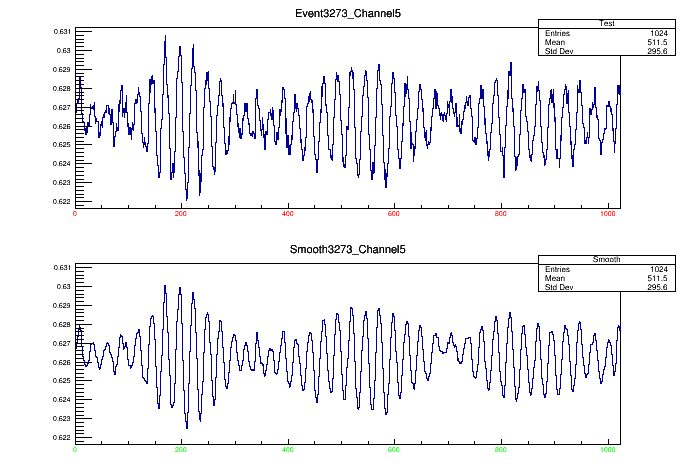 Event3273_Channel5
Test
Entries 1024
Mean 511.5
Std Dev 295.6
0.631
0.63
0.629
0.628
0.627
0.626
0.625
0.624
0.623
0.622
0 200 400 600 800 1000
Smooth3273_Channel5
Smooth
Entries 1024
Mean 511.5
Std Dev 295.6
0.631
0.63
0.629
0.628
0.627
0.626
0.625
0.624
0.623
0.622
0 200 400 600 800 1000